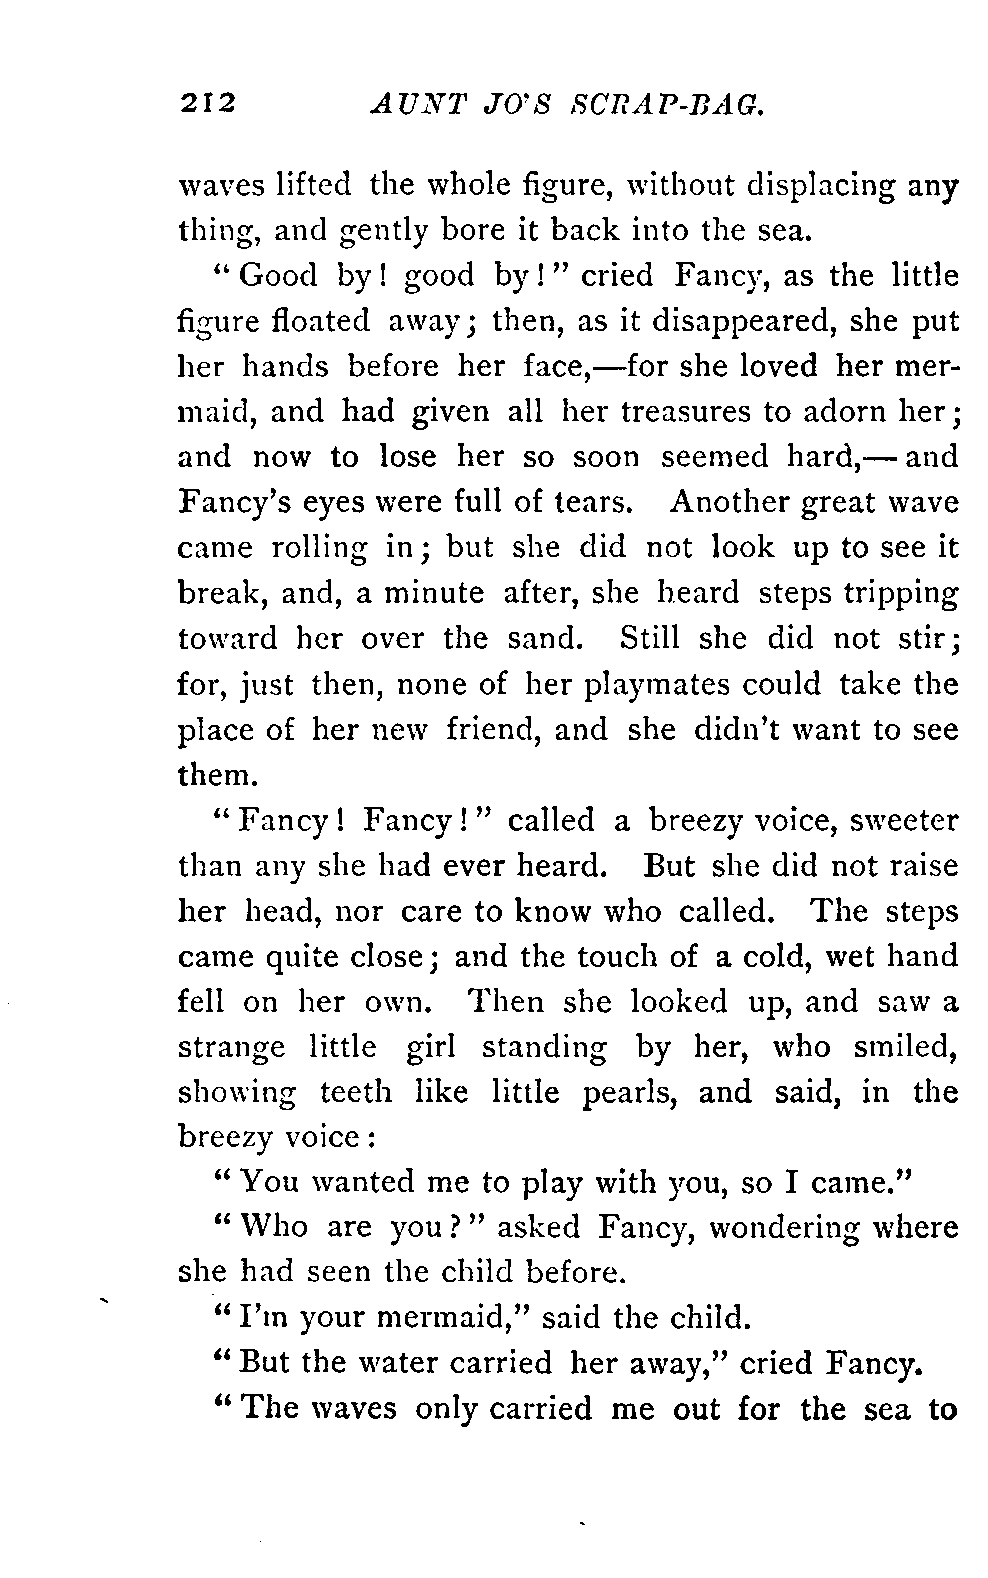 212 AUNT JO'S SCRAP-BAG.
waves lifted the whole figure, without displacing any
thing, and gently bore it back into the sea.
"Good by! good by!" cried Fancy, as the little
figure floated away; then, as it disappeared, she put
her hands before her face,—for she loved her mer-
maid, and had given all her treasures to adorn her;
and now to lose her so soon seemed hard,—and
Fancy's eyes were full of tears. Another great wave
came rolling in; but she did not look up to see it
break, and, a minute after, she heard steps tripping
toward her over the sand. Still she did not stir;
for, just then, none of her playmates could take the
place of her new friend, and she didn't want to see
them.
"Fancy! Fancy!" called a breezy voice, sweeter
than any she had ever heard. But she did not raise
her head, nor care to know who called. The steps
came quite close; and the touch of a cold, wet hand
fell on her own. Then she looked up, and saw a
strange little girl standing by her, who smiled,
showing teeth like little pearls, and said, in the
breezy voice:
"You wanted me to play with you, so I came."
"Who are you?" asked Fancy, wondering where
she had seen the child before.
"I'm your mermaid," said the child.
"But the water carried her away," cried Fancy.
"The waves only carried me out for the sea to